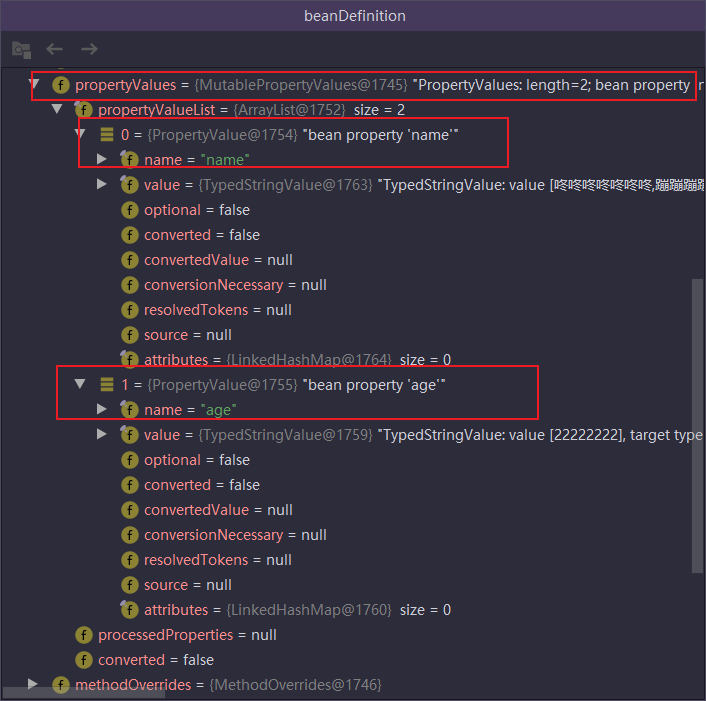 beanDefinition
f propertyValues = {MutablePropertyValues@1745} "PropertyValues: length=2; bean property
f propertyValueList = {ArrayList@1752} size = 2
0 = {PropertyValue@1754} "bean property 'name'"
f name = "name"
f value = {TypedStringValue@1763} "TypedStringValue: value [咚咚咚咚咚咚咚,蹦蹦蹦
f optional = false
f converted = false
f convertedValue = null
f conversionNecessary = null
f resolvedTokens = null
f source = null
f attributes = {LinkedHashMap@1764} size = 0
1 = {PropertyValue@1755} "bean property 'age'"
f name = "age"
f value = {TypedStringValue@1759} "TypedStringValue: value [22222222], target type
f optional = false
f converted = false
f convertedValue = null
f conversionNecessary = null
f resolvedTokens = null
f source = null
f attributes = {LinkedHashMap@1760} size = 0
f processedProperties = null
f converted = false
f methodOverrides = {MethodOverrides@1746}